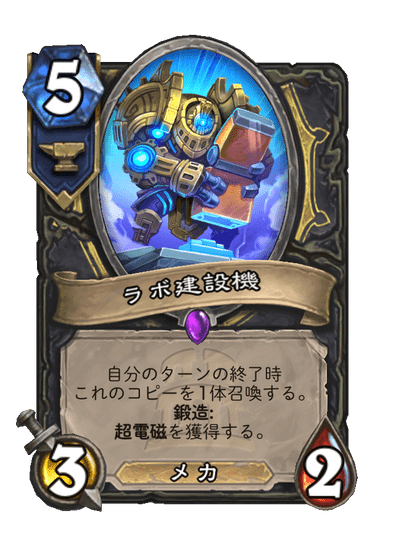 5
ラボ建設機
自分のターンの終了時
これのコピーを1体召喚する。
鍛造:
超電磁を獲得する。
3
メカ
2